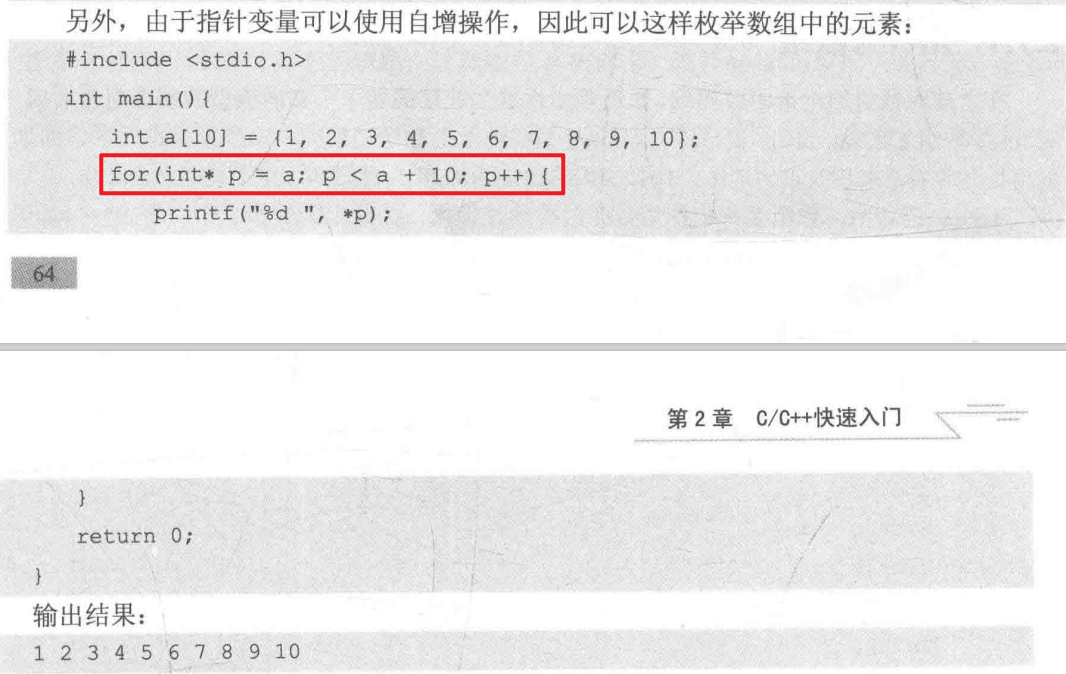 另外，由于指针变量可以使用自增操作，因此可以这样枚举数组中的元素：
#include <stdio.h>
int main(){
int a[10] = {1, 2, 3, 4, 5, 6, 7, 8, 9, 10};
for(int* p = a; p < a + 10; p++){
printf("%d ", *p);
64
第 2 章 C/C++快速入门
}
return 0;
}
输出结果：
1 2 3 4 5 6 7 8 9 10